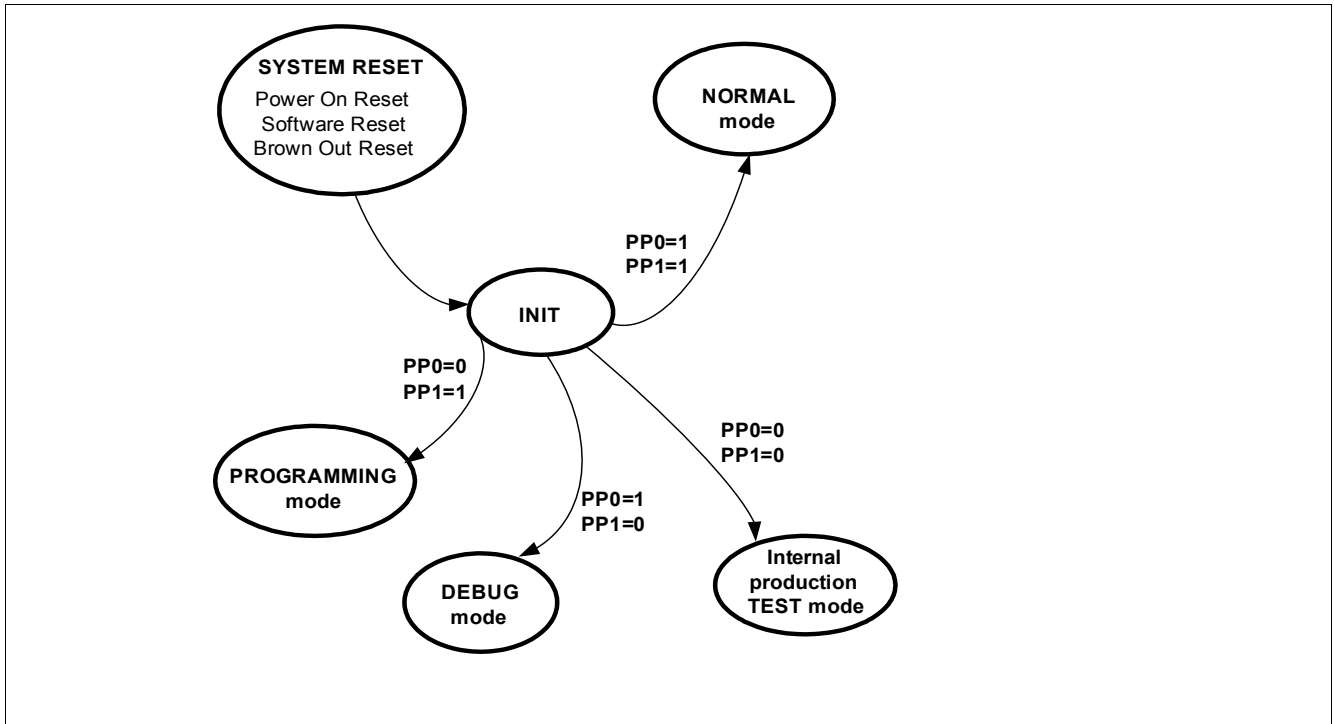 SYSTEM RESET
Power On Reset
Software Reset
Brown Out Reset
NORMAL
mode
PP0=1
PP1=1
INIT
PP0=0
PP1=1
PP0=0
PP1=0
PROGRAMMING
mode
PP0=1
PP1=0
DEBUG
mode
Internal
production
TEST mode